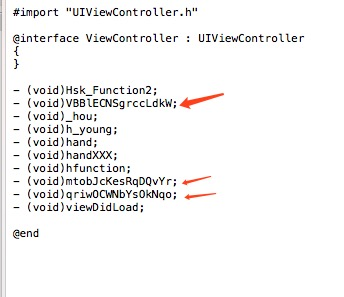 #import "UIViewController.h"
@interface ViewController : UIViewController
{
}
- (void)Hsk_Function2;
- (void)VBBlECNSgrccLdkW;
- (void)_hou;
- (void)h_young;
- (void)hand;
- (void)handXXX;
- (void)hfunction;
- (void)mtobJcKesRqDQvYr;
- (void)qriwOCWNbYsOkNqo;
- (void)viewDidLoad;
@end